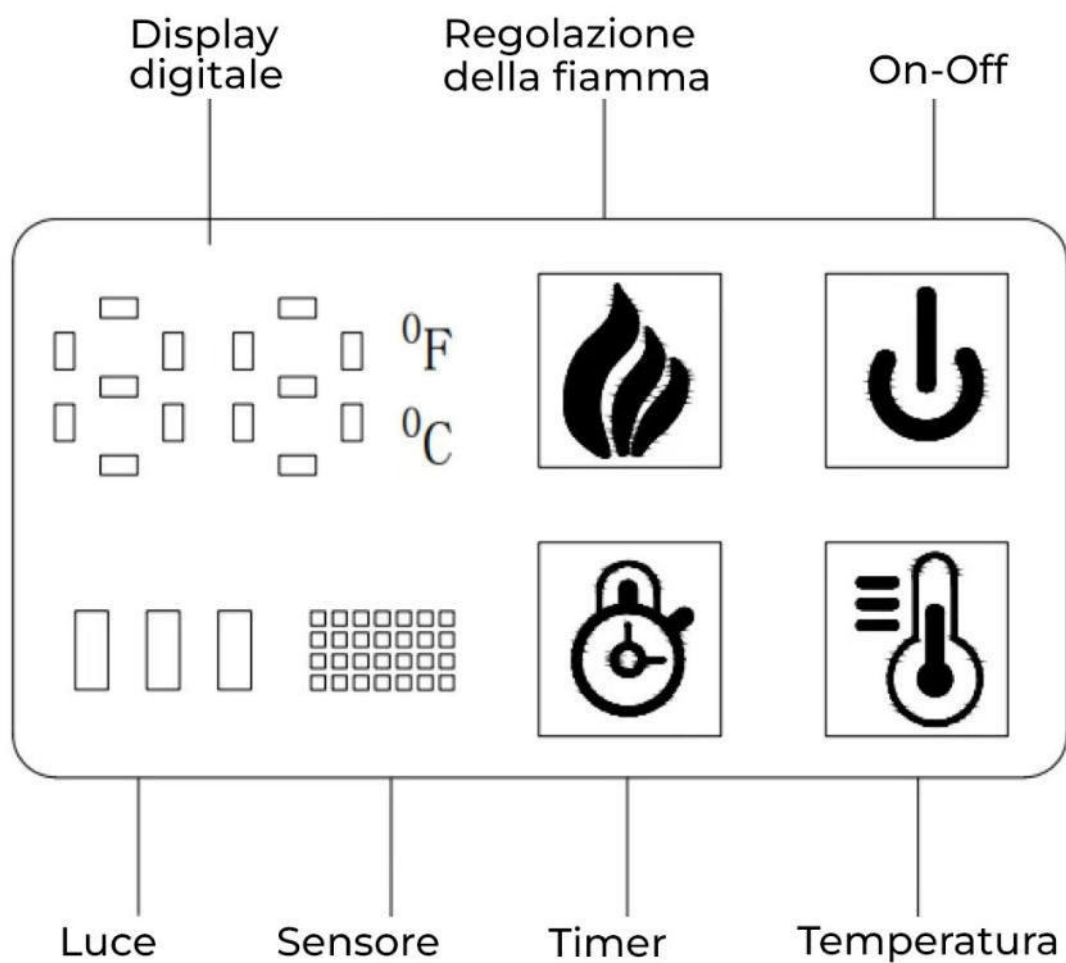 Display
digitale
Regolazione
della fiamma
On-Off
⁰F
⁰C
Luce
Sensore
Timer
Temperatura